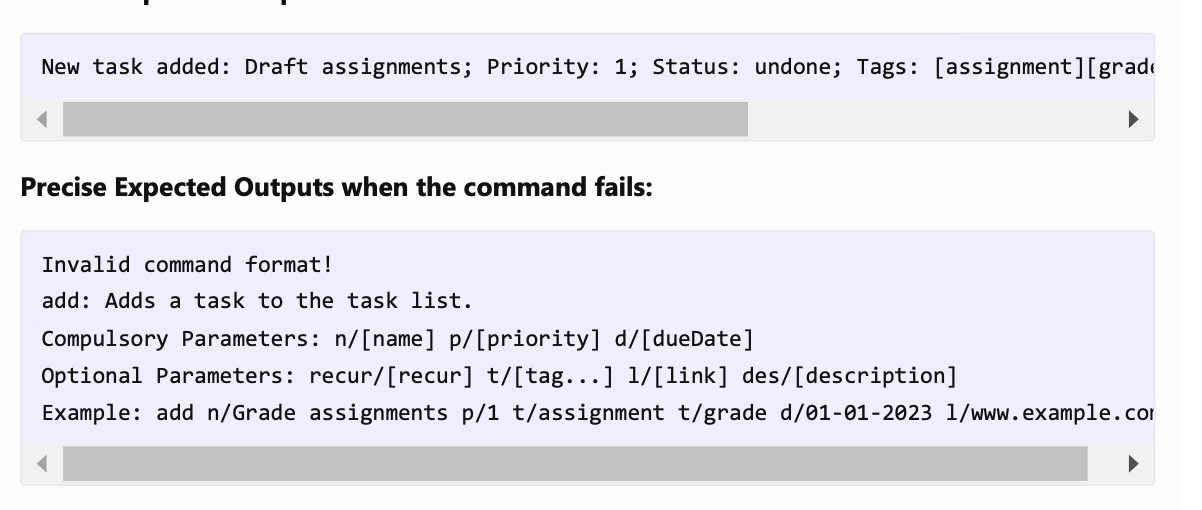 New task added: Draft assignments; Priority: 1; Status: undone; Tags: [assignment][grade
Precise Expected Outputs when the command fails:
Invalid command format!
add: Adds a task to the task list.
Compulsory Parameters: n/[name] p/[priority] d/[dueDate]
Optional Parameters: recur/[recur] t/[tag...] l/[link] des/[description]
Example: add n/Grade assignments p/1 t/assignment t/grade d/01-01-2023 l/www.example.com